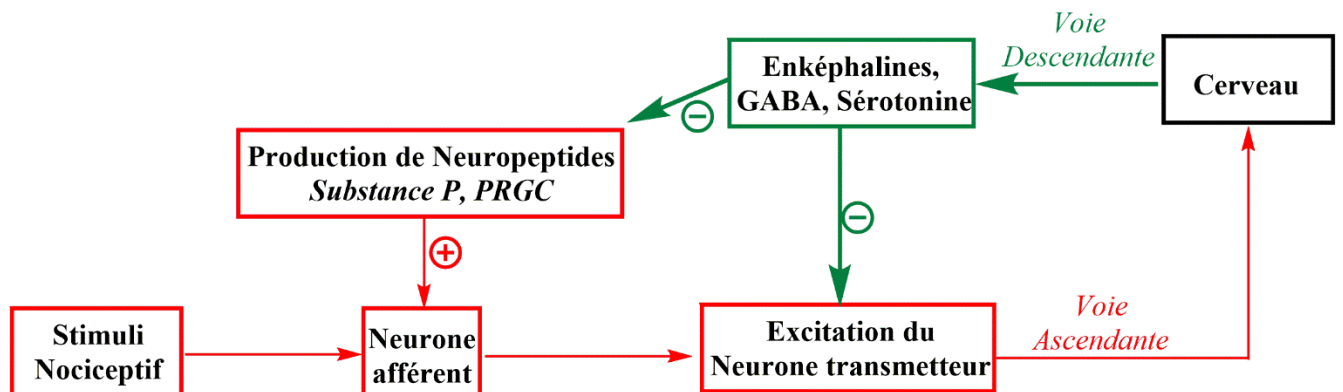 Voie
Descendante
Enképhalines,
GABA, Sérotonine
Cerveau
Production de Neuropeptides
Substance P, PRGC
Stimuli
Nociceptif
Neurone
afférent
Excitation du
Neurone transmetteur
Voie
Ascendante